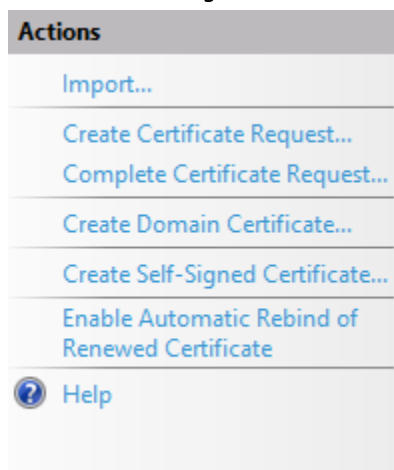 Actions
Import...
Create Certificate Request...
Complete Certificate Request...
Create Domain Certificate...
Create Self-Signed Certificate...
Enable Automatic Rebind of
Renewed Certificate
Help